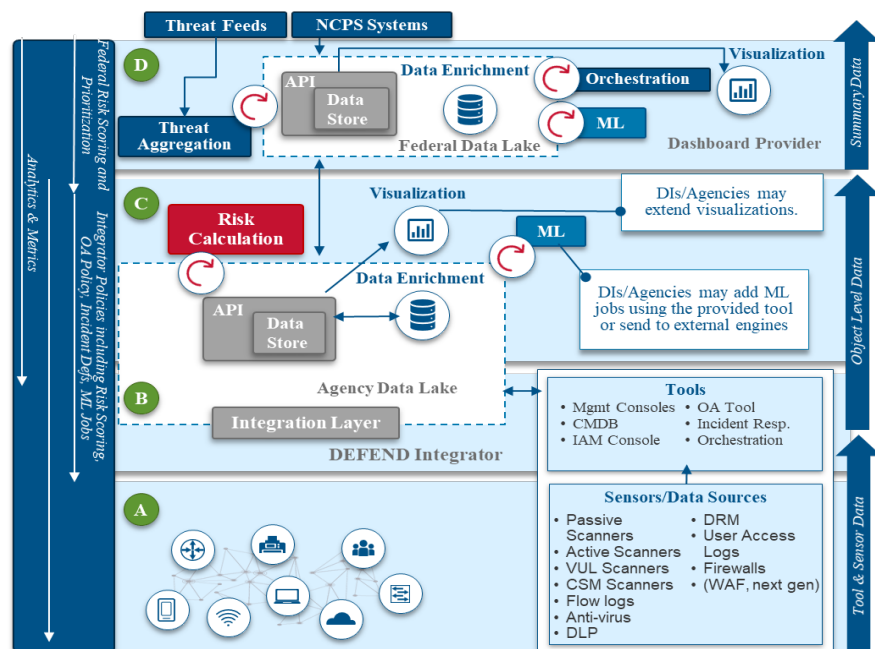 Threat Feeds
NCPS Systems
D
API
Data
Store
Data Enrichment
Federal Data Lake
Threat
Aggregation
Orchestration
ML
Visualization
Dashboard Provider
Summary Data
Federal Risk Scoring and
Prioritization
Analytics & Metrics
Integrator Policies including Risk Scoring,
OA Policy, Incident Defs, ML Jobs
C
Risk
Calculation
Visualization
ML
DIs/Agencies may
extend visualizations.
DIs/Agencies may add ML
jobs using the provided tool
or send to external engines
Object Level Data
API
Data
Store
Data Enrichment
Agency Data Lake
B
Integration Layer
DEFEND Integrator
Tools
• Mgmt Consoles
• CMDB
• IAM Console
• OA Tool
• Incident Resp.
• Orchestration
A
Sensors/Data Sources
• Passive
Scanners
• Active Scanners
• VUL Scanners
• CSM Scanners
• Flow logs
• Anti-virus
• DLP
• DRM
• User Access
Logs
• Firewalls
• (WAF, next gen)
Tool & Sensor Data